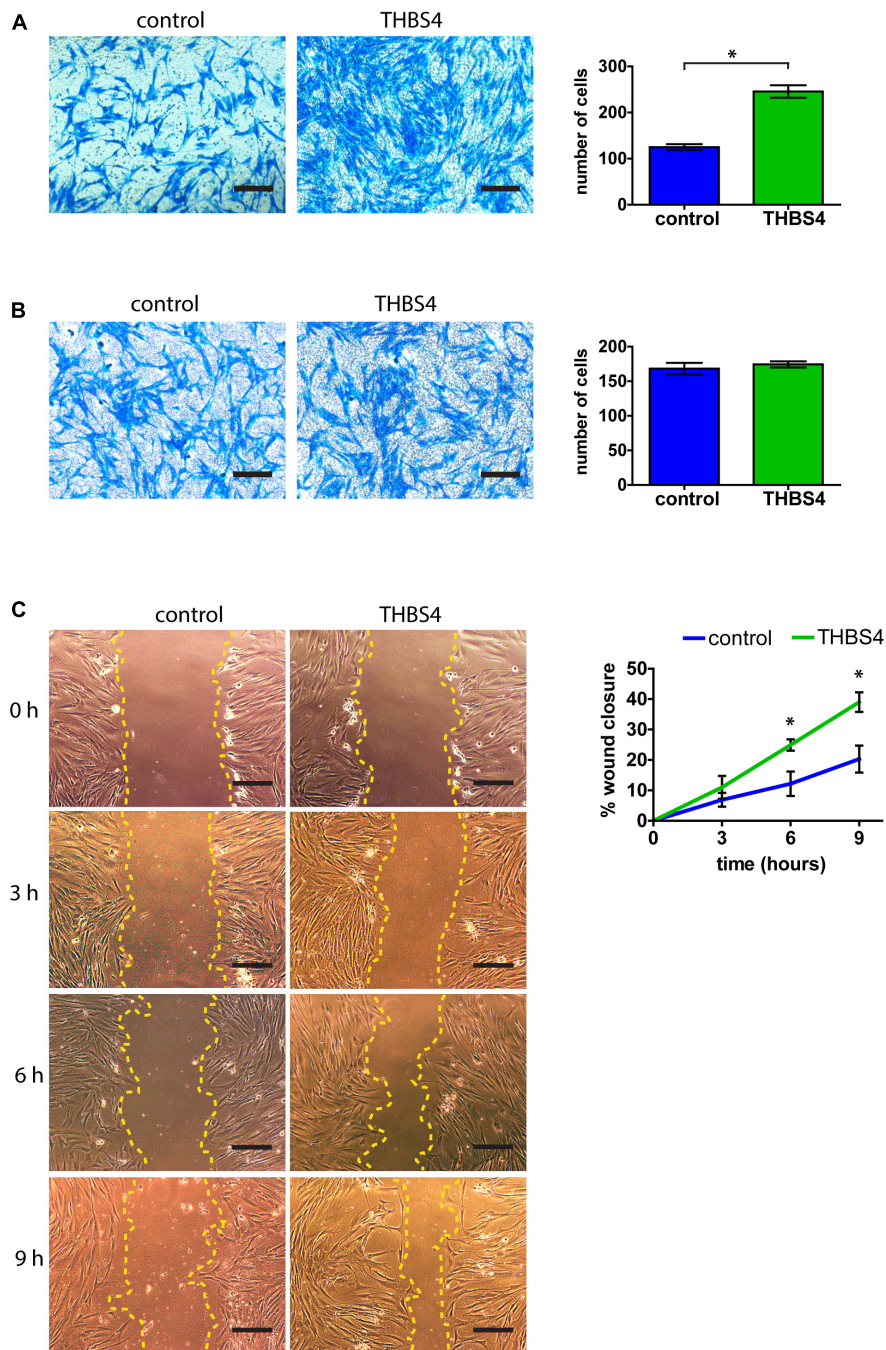 A
control
THBS4
number of cells
300
200
100
0
*
control
THBS4
B
control
THBS4
number of cells
200
150
100
50
0
control
THBS4
C
control
THBS4
0 h
3 h
6 h
9 h
control
THBS4
% wound closure
50
40
30
20
10
0
*
*
0
3
6
9
time (hours)